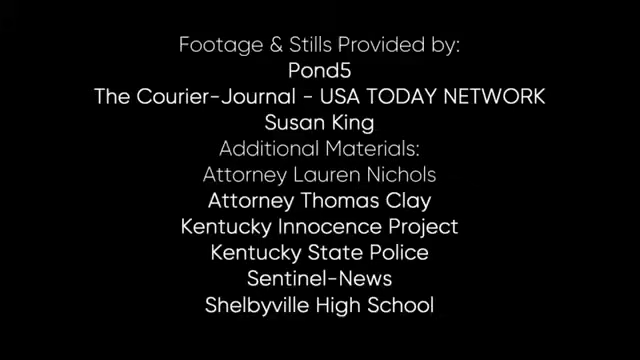 Footage & Stills Provided by:
Pond5
The Courier-Journal - USA TODAY NETWORK
Susan King
Additional Materials:
Attorney Lauren Nichols
Attorney Thomas Clay
Kentucky Innocence Project
Kentucky State Police
Sentinel-News
Shelbyville High School